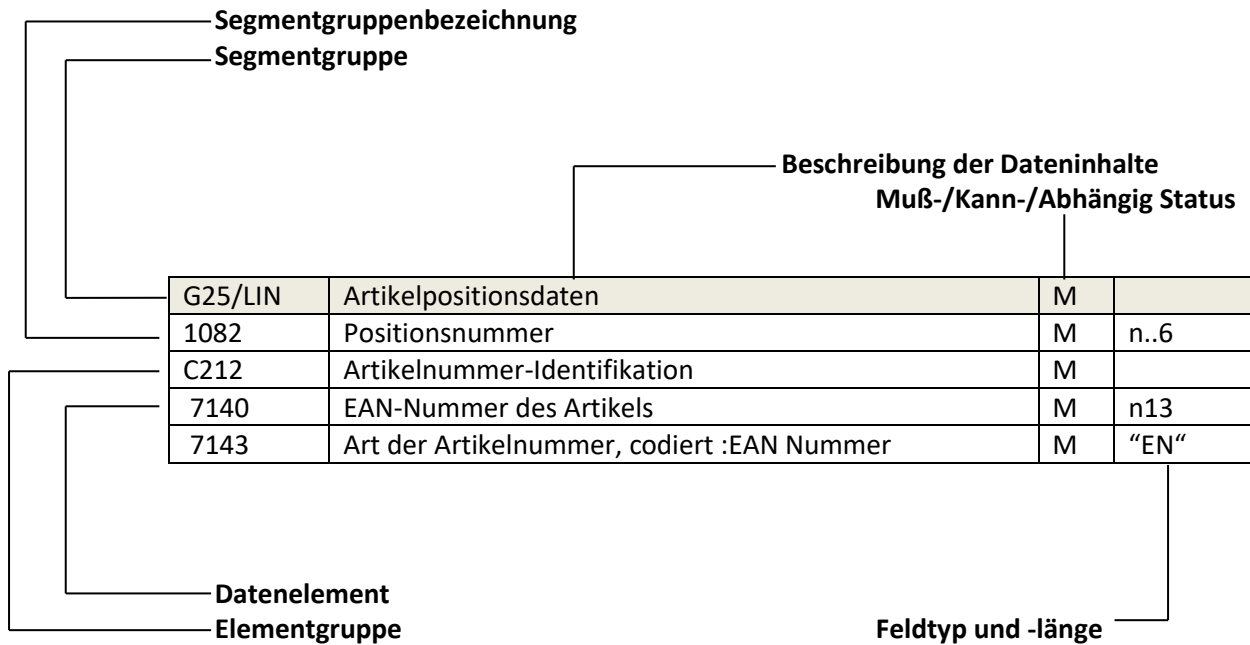 Segmentgruppenbezeichnung
Segmentgruppe
Beschreibung der Dateninhalte
Muß-/Kann-/Abhängig Status
G25/LIN Artikelpositionsdaten M
1082 Positionsnummer M n..6
C212 Artikelnummer-Identifikation M
7140 EAN-Nummer des Artikels M n13
7143 Art der Artikelnummer, codiert :EAN Nummer M “EN“
Datenelement
Elementgruppe Feldtyp und -länge